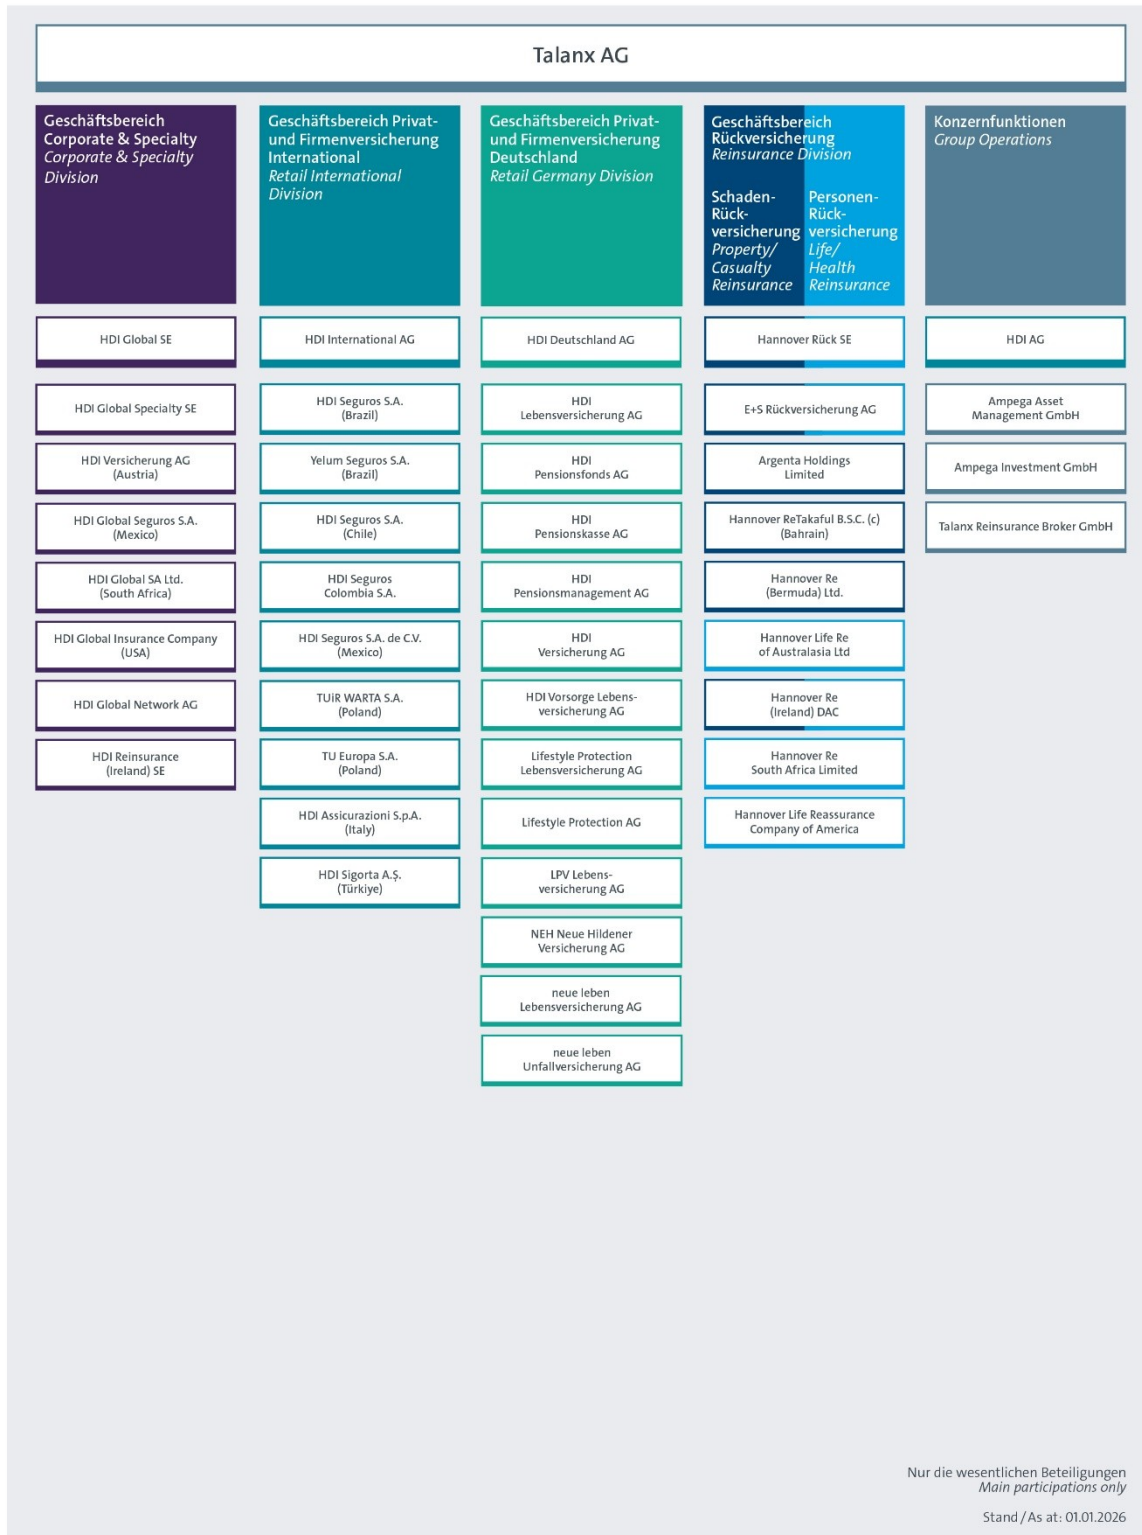 Talanx AG
Geschäftsbereich
Corporate & Specialty
Corporate & Specialty
Division
Geschäftsbereich Privat-
und Firmenversicherung
International
Retail International
Division
Geschäftsbereich Privat-
und Firmenversicherung
Deutschland
Retail Germany Division
Geschäftsbereich
Rückversicherung
Reinsurance Division
Schaden-
Rück-
versicherung
Property/
Casualty
Reinsurance
Personen-
Rück-
versicherung
Life/
Health
Reinsurance
Konzernfunktionen
Group Operations
HDI Global SE
HDI Global Specialty SE
HDI Versicherung AG
(Austria)
HDI Global Seguros S.A.
(Mexico)
HDI Global SA Ltd.
(South Africa)
HDI Global Insurance Company
(USA)
HDI Global Network AG
HDI Reinsurance
(Ireland) SE
HDI International AG
HDI Seguros S.A.
(Brazil)
Yelum Seguros S.A.
(Brazil)
HDI Seguros S.A.
(Chile)
HDI Seguros
Colombia S.A.
HDI Seguros S.A. de C.V.
(Mexico)
TUiR WARTA S.A.
(Poland)
TU Europa S.A.
(Poland)
HDI Assicurazioni S.p.A.
(Italy)
HDI Sigorta A.Ş.
(Türkiye)
HDI Deutschland AG
HDI
Lebensversicherung AG
HDI
Pensionsfonds AG
HDI
Pensionskasse AG
HDI
Pensionsmanagement AG
HDI
Versicherung AG
HDI Vorsorge Lebens-
versicherung AG
Lifestyle Protection
Lebensversicherung AG
Lifestyle Protection AG
LPV Lebens-
versicherung AG
NEH Neue Hildener
Versicherung AG
neue leben
Lebensversicherung AG
neue leben
Unfallversicherung AG
Hannover Rück SE
E+S Rückversicherung AG
Argenta Holdings
Limited
Hannover ReTakaful B.S.C. (c)
(Bahrain)
Hannover Re
(Bermuda) Ltd.
Hannover Life Re
of Australasia Ltd
Hannover Re
(Ireland) DAC
Hannover Re
South Africa Limited
Hannover Life Reassurance
Company of America
HDI AG
Ampega Asset
Management GmbH
Ampega Investment GmbH
Talanx Reinsurance Broker GmbH
Nur die wesentlichen Beteiligungen
Main participations only
Stand / As at: 01.01.2026